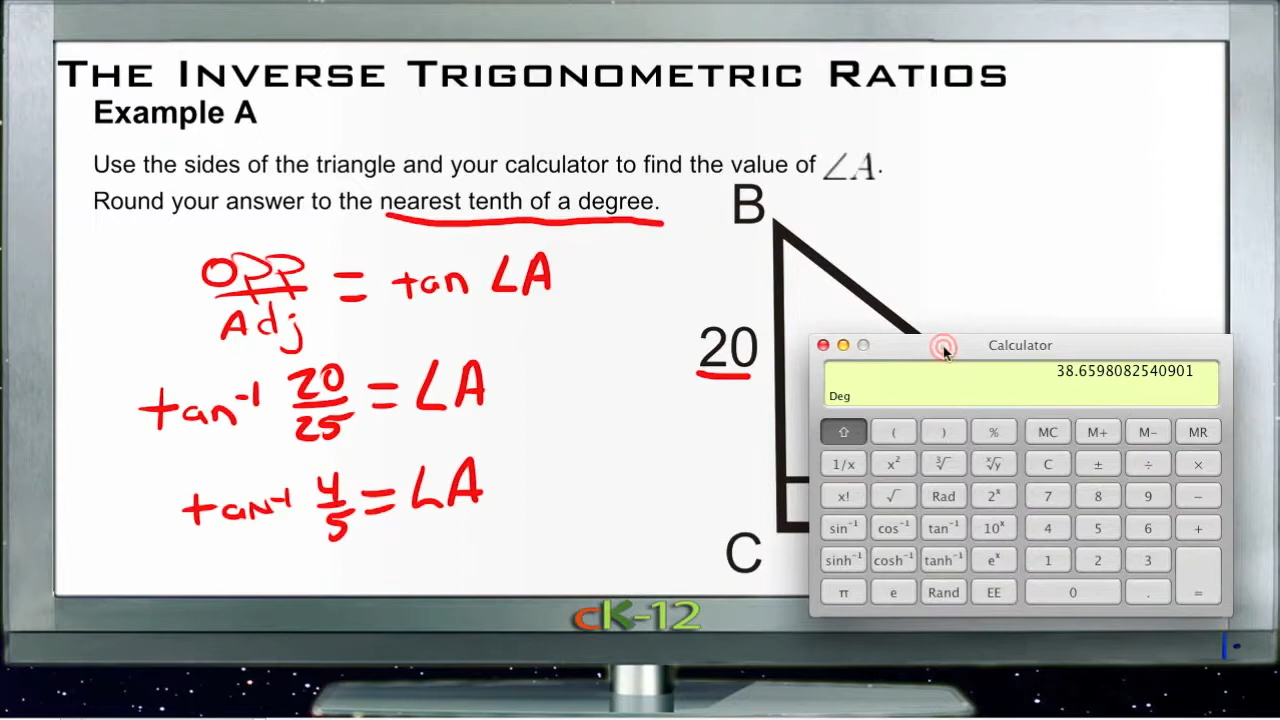 THE INVERSE TRIGONOMETRIC RATIOS
Example A
Use the sides of the triangle and your calculator to find the value of ∠A.
Round your answer to the nearest tenth of a degree.
B
OPP
Adj = tan ∠A
20
tan⁻¹ 20/25 = ∠A
tan⁻¹ 4/5 = ∠A
C
Calculator
38.6598082540901
Deg
( ) % MC M+ M- MR
1/x x² ³√ ˣ√y C ± ÷ ×
x! √ Rad 2ˣ 7 8 9 −
sin⁻¹ cos⁻¹ tan⁻¹ 10ˣ 4 5 6 +
sinh⁻¹ cosh⁻¹ tanh⁻¹ eˣ 1 2 3
π e Rand EE 0 . =
cK-12